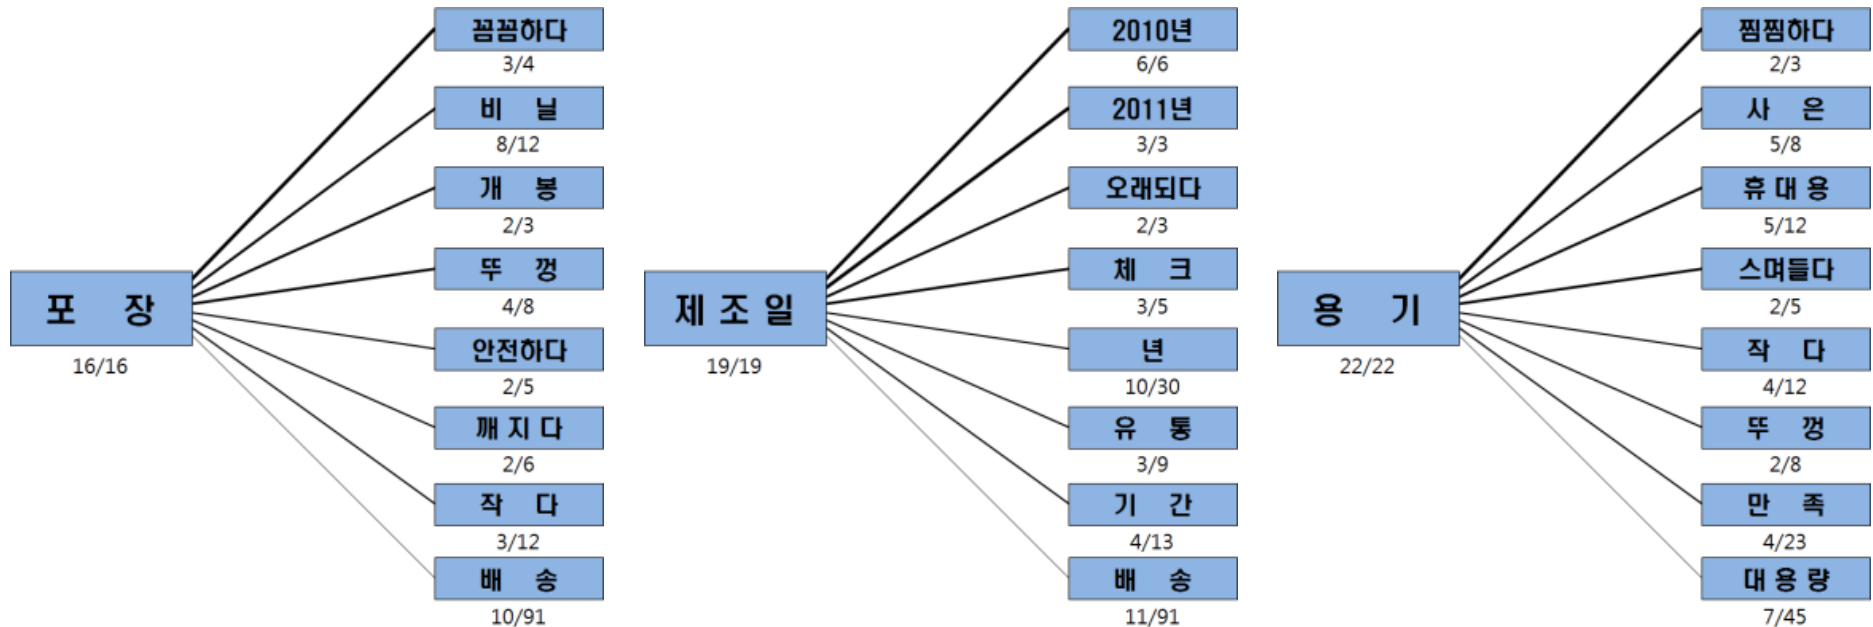 포 장
16/16
꼼꼼하다
3/4
비 닐
8/12
개 봉
2/3
뚜 껑
4/8
안전하다
2/5
깨 지 다
2/6
작 다
3/12
배 송
10/91
제 조 일
19/19
2010년
6/6
2011년
3/3
오래되다
2/3
체 크
3/5
년
10/30
유 통
3/9
기 간
4/13
배 송
11/91
용 기
22/22
찜찜하다
2/3
사 은
5/8
휴 대 용
5/12
스며들다
2/5
작 다
4/12
뚜 껑
2/8
만 족
4/23
대 용 량
7/45